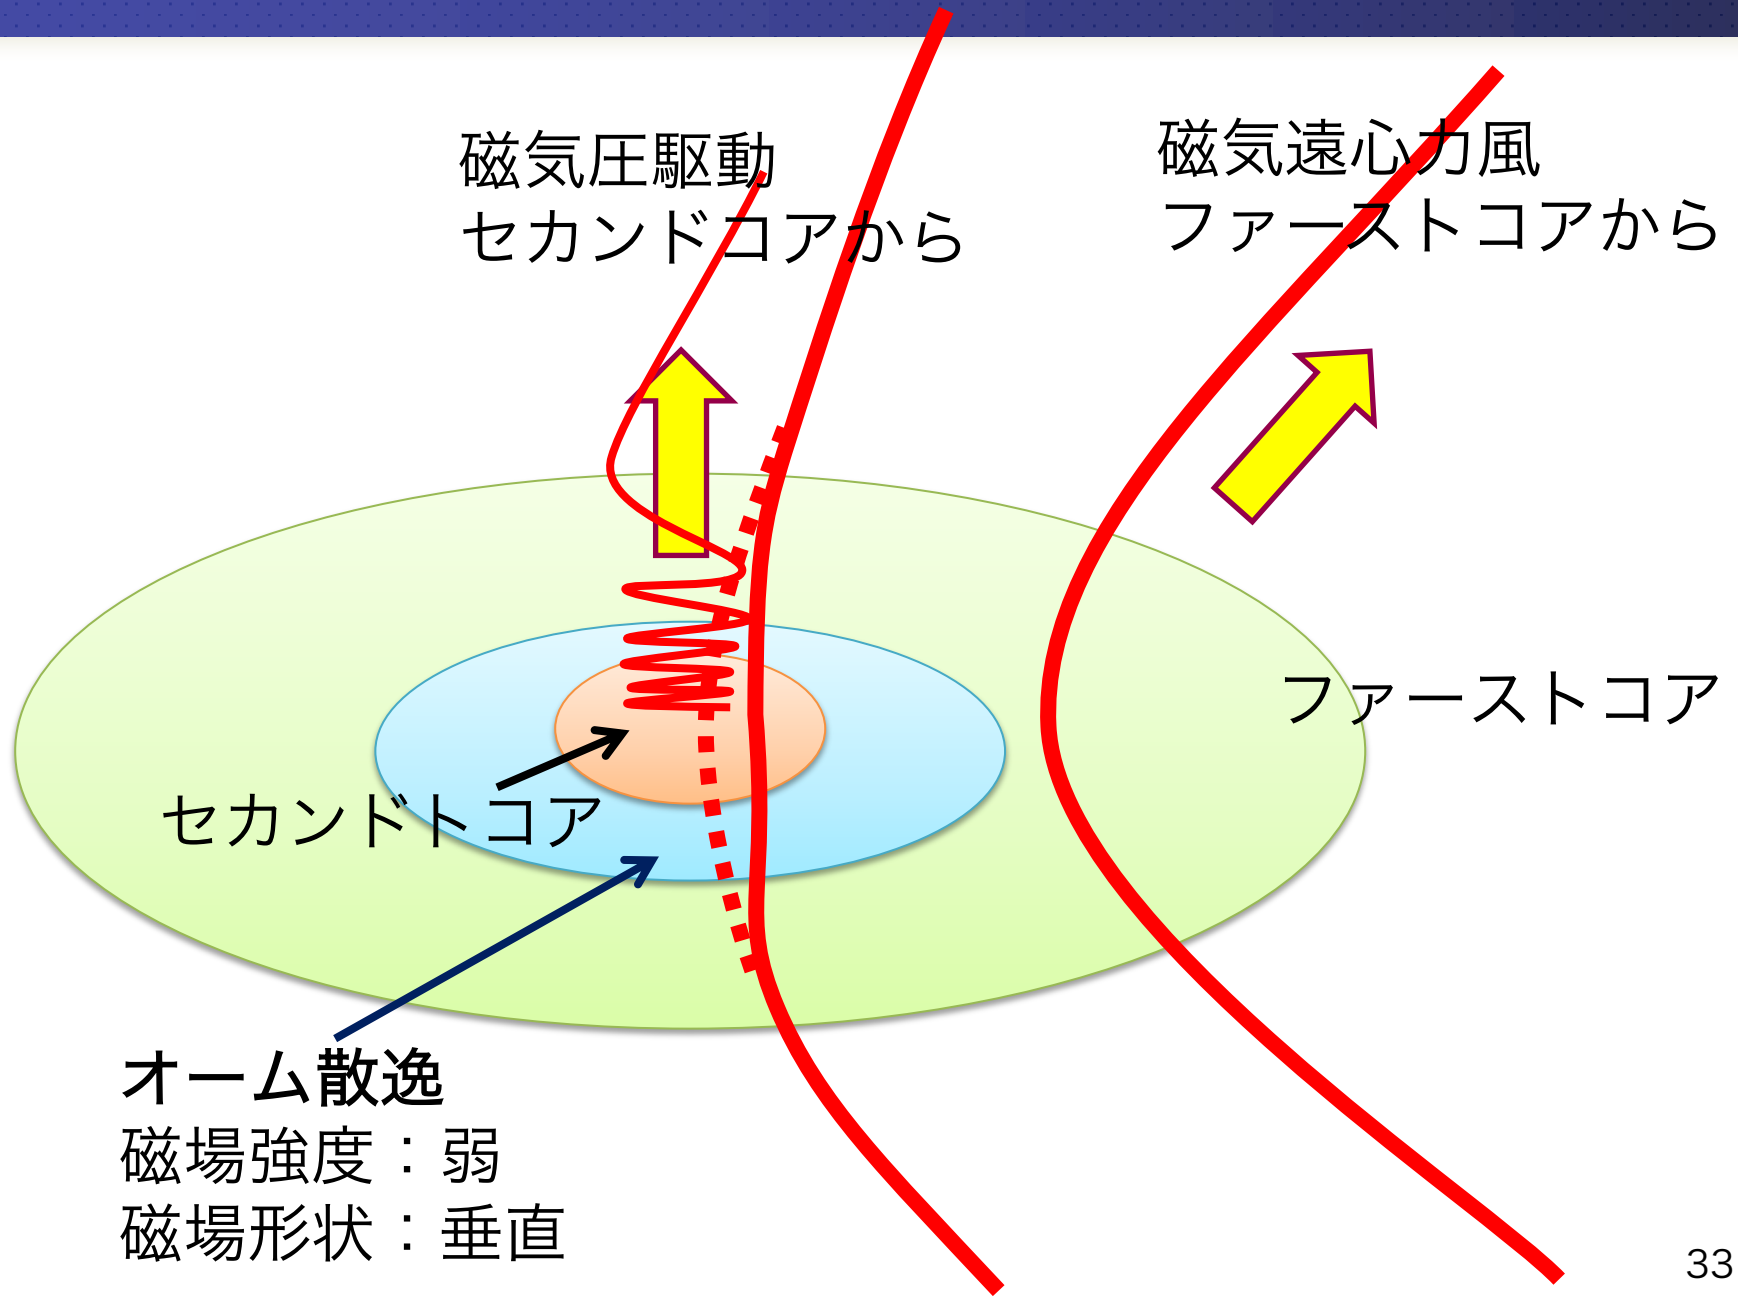 磁気圧駆動
セカンドコアから
磁気遠心力風
ファーストコアから
ファーストコア
セカンドトコア
オーム散逸
磁場強度：弱
磁場形状：垂直
33